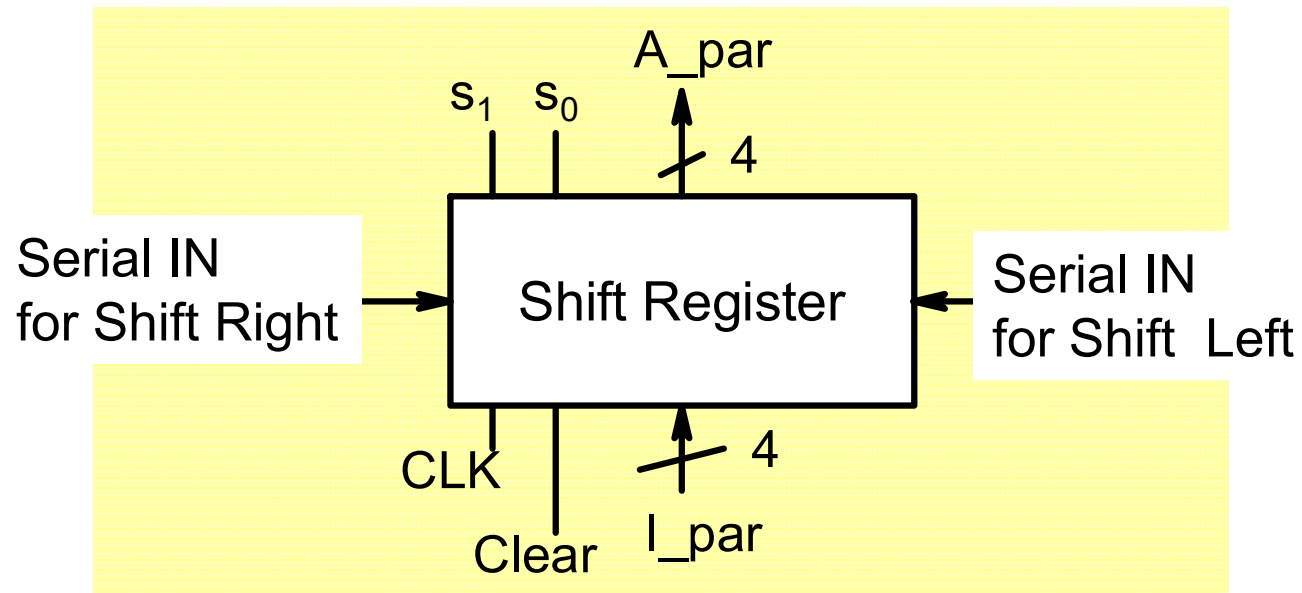 A_par
s₁ s₀
4
Serial IN
for Shift Right
Shift Register
Serial IN
for Shift Left
CLK
4
Clear
I_par